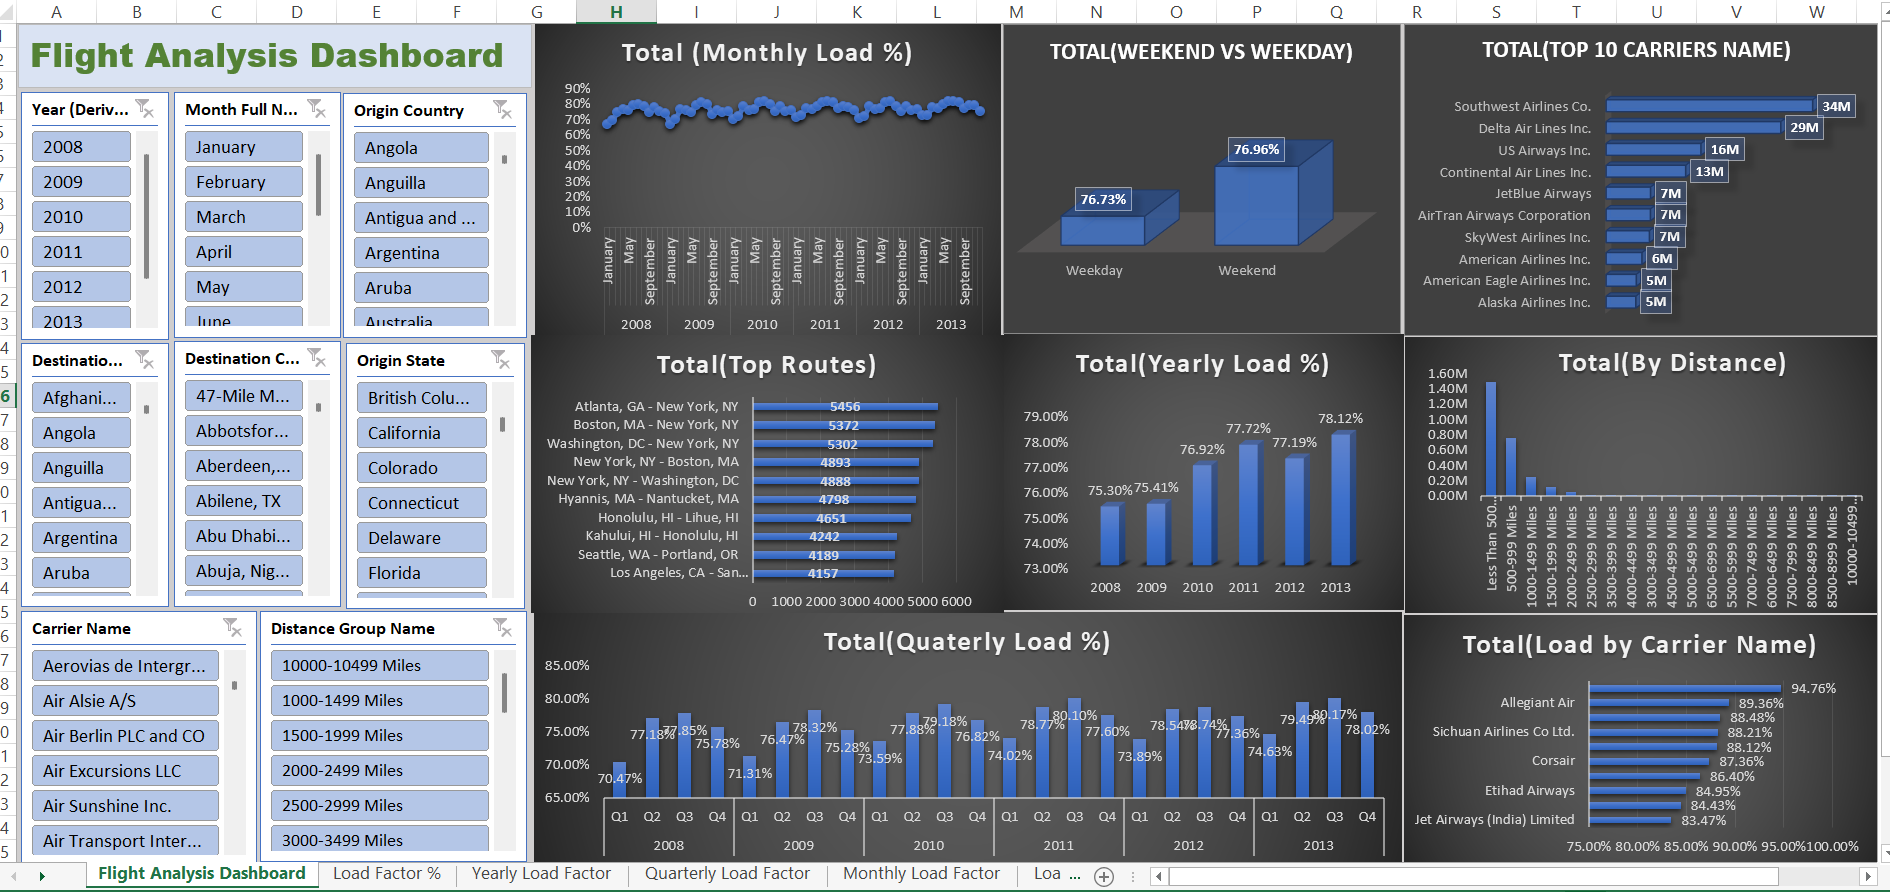 A B C D E F G H I J K L M N O P Q R S T U V W
Flight Analysis Dashboard
Year (Deriv...
2008
2009
2010
2011
2012
2013
Month Full N...
January
February
March
April
May
June
Origin Country
Angola
Anguilla
Antigua and ...
Argentina
Aruba
Australia
Destinatio...
Afghani...
Angola
Anguilla
Antigua...
Argentina
Aruba
Destination C...
47-Mile M...
Abbotsfor...
Aberdeen,...
Abilene, TX
Abu Dhabi...
Abuja, Nig...
Origin State
British Colu...
California
Colorado
Connecticut
Delaware
Florida
Carrier Name
Aerovias de Intergr...
Air Alsie A/S
Air Berlin PLC and CO
Air Excursions LLC
Air Sunshine Inc.
Air Transport Inter...
Distance Group Name
10000-10499 Miles
1000-1499 Miles
1500-1999 Miles
2000-2499 Miles
2500-2999 Miles
3000-3499 Miles
Total (Monthly Load %)
90%
80%
70%
60%
50%
40%
30%
20%
10%
0%
January May September January May September January May September January May September January May September January May September
2008 2009 2010 2011 2012 2013
TOTAL(WEEKEND VS WEEKDAY)
76.73%
76.96%
Weekday Weekend
TOTAL(TOP 10 CARRIERS NAME)
Southwest Airlines Co. 34M
Delta Air Lines Inc. 29M
US Airways Inc. 16M
Continental Air Lines Inc. 13M
JetBlue Airways 7M
AirTran Airways Corporation 7M
SkyWest Airlines Inc. 7M
American Airlines Inc. 6M
American Eagle Airlines Inc. 5M
Alaska Airlines Inc. 5M
Total(Top Routes)
Atlanta, GA - New York, NY 5456
Boston, MA - New York, NY 5372
Washington, DC - New York, NY 5302
New York, NY - Boston, MA 4893
New York, NY - Washington, DC 4888
Hyannis, MA - Nantucket, MA 4798
Honolulu, HI - Lihue, HI 4651
Kahului, HI - Honolulu, HI 4242
Seattle, WA - Portland, OR 4189
Los Angeles, CA - San... 4157
0 1000 2000 3000 4000 5000 6000
Total(Yearly Load %)
79.00%
78.00%
77.00%
76.00%
75.00%
74.00%
73.00%
75.30% 75.41% 76.92% 77.72% 77.19% 78.12%
2008 2009 2010 2011 2012 2013
Total(By Distance)
1.60M
1.40M
1.20M
1.00M
0.80M
0.60M
0.40M
0.20M
0.00M
Less Than 500...
500-999 Miles
1000-1499 Miles
1500-1999 Miles
2000-2499 Miles
2500-2999 Miles
3500-3999 Miles
4000-4499 Miles
3000-3499 Miles
4500-4999 Miles
5000-5499 Miles
6500-6999 Miles
5500-5999 Miles
7000-7499 Miles
6000-6499 Miles
7500-7999 Miles
8000-8499 Miles
8500-8999 Miles
10000-10499...
Total(Quaterly Load %)
85.00%
80.00%
75.00%
70.00%
65.00%
70.47% 77.18% 77.85% 75.78% 71.31% 76.47% 78.32% 75.28% 73.59% 77.88% 79.18% 76.82% 74.02% 78.77% 80.10% 77.60% 73.89% 78.54% 78.74% 77.36% 74.63% 79.49% 80.17% 78.02%
Q1 Q2 Q3 Q4 Q1 Q2 Q3 Q4 Q1 Q2 Q3 Q4 Q1 Q2 Q3 Q4 Q1 Q2 Q3 Q4 Q1 Q2 Q3 Q4
2008 2009 2010 2011 2012 2013
Total(Load by Carrier Name)
94.76%
Allegiant Air 89.36%
88.48%
Sichuan Airlines Co Ltd. 88.21%
88.12%
Corsair 87.36%
86.40%
Etihad Airways 84.95%
84.43%
Jet Airways (India) Limited 83.47%
75.00% 80.00% 85.00% 90.00% 95.00% 100.00%
Flight Analysis Dashboard Load Factor % Yearly Load Factor Quarterly Load Factor Monthly Load Factor Loa ...